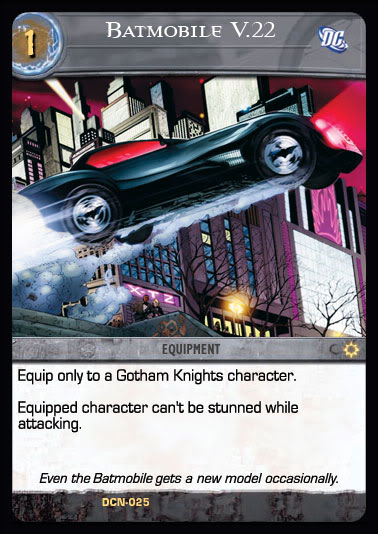 1
BATMOBILE V.22
DC
X-TZ
EQUIPMENT
C
Equip only to a Gotham Knights character.
Equipped character can't be stunned while
attacking.
Even the Batmobile gets a new model occasionally.
DCN-025